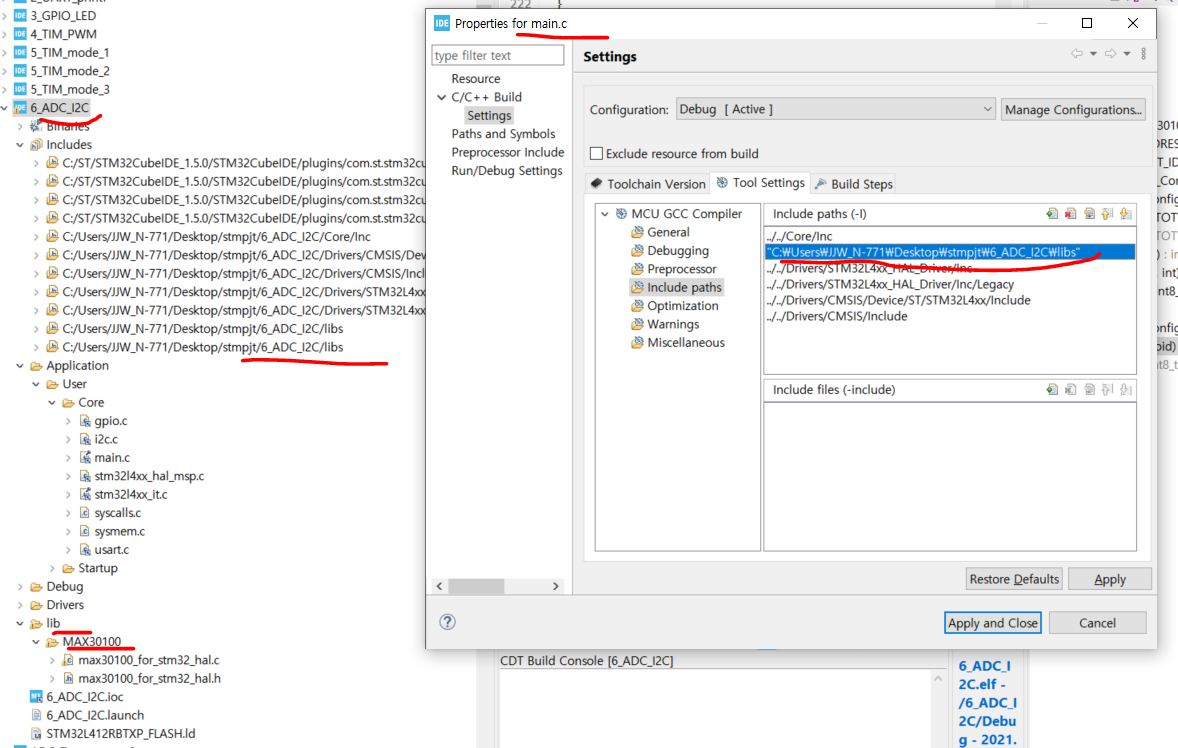 222 }
3_GPIO_LED
4_TIM_PWM
5_TIM_mode_1
5_TIM_mode_2
5_TIM_mode_3
6_ADC_I2C
Binaries
Includes
C:/ST/STM32CubeIDE_1.5.0/STM32CubeIDE/plugins/com.st.stm32cu
C:/ST/STM32CubeIDE_1.5.0/STM32CubeIDE/plugins/com.st.stm32cu
C:/ST/STM32CubeIDE_1.5.0/STM32CubeIDE/plugins/com.st.stm32cu
C:/ST/STM32CubeIDE_1.5.0/STM32CubeIDE/plugins/com.st.stm32cu
C:/Users/JJW_N-771/Desktop/stmpjt/6_ADC_I2C/Core/Inc
C:/Users/JJW_N-771/Desktop/stmpjt/6_ADC_I2C/Drivers/CMSIS/Dev
C:/Users/JJW_N-771/Desktop/stmpjt/6_ADC_I2C/Drivers/CMSIS/Incl
C:/Users/JJW_N-771/Desktop/stmpjt/6_ADC_I2C/Drivers/STM32L4xx
C:/Users/JJW_N-771/Desktop/stmpjt/6_ADC_I2C/Drivers/STM32L4xx
C:/Users/JJW_N-771/Desktop/stmpjt/6_ADC_I2C/libs
C:/Users/JJW_N-771/Desktop/stmpjt/6_ADC_I2C/libs
Application
User
Core
gpio.c
i2c.c
main.c
stm32l4xx_hal_msp.c
stm32l4xx_it.c
syscalls.c
sysmem.c
usart.c
Startup
Debug
Drivers
lib
MAX30100
max30100_for_stm32_hal.c
max30100_for_stm32_hal.h
6_ADC_I2C.ioc
6_ADC_I2C.launch
STM32L412RBTXP_FLASH.ld
IDE Properties for main.c
type filter text
Resource
C/C++ Build
Settings
Paths and Symbols
Preprocessor Include
Run/Debug Settings
Settings
Configuration: Debug [ Active ] Manage Configurations...
Exclude resource from build
Toolchain Version Tool Settings Build Steps
MCU GCC Compiler
General
Debugging
Preprocessor
Include paths
Optimization
Warnings
Miscellaneous
Include paths (-I)
../../Core/Inc
"C:₩Users₩JJW_N-771₩Desktop₩stmpjt₩6_ADC_I2C₩libs"
../../Drivers/STM32L4xx_HAL_Driver/Inc
../../Drivers/STM32L4xx_HAL_Driver/Inc/Legacy
../../Drivers/CMSIS/Device/ST/STM32L4xx/Include
../../Drivers/CMSIS/Include
Include files (-include)
Restore Defaults Apply
Apply and Close Cancel
CDT Build Console [6_ADC_I2C]
6_ADC_I
2C.elf -
/6_ADC_I
2C/Debu
g - 2021.